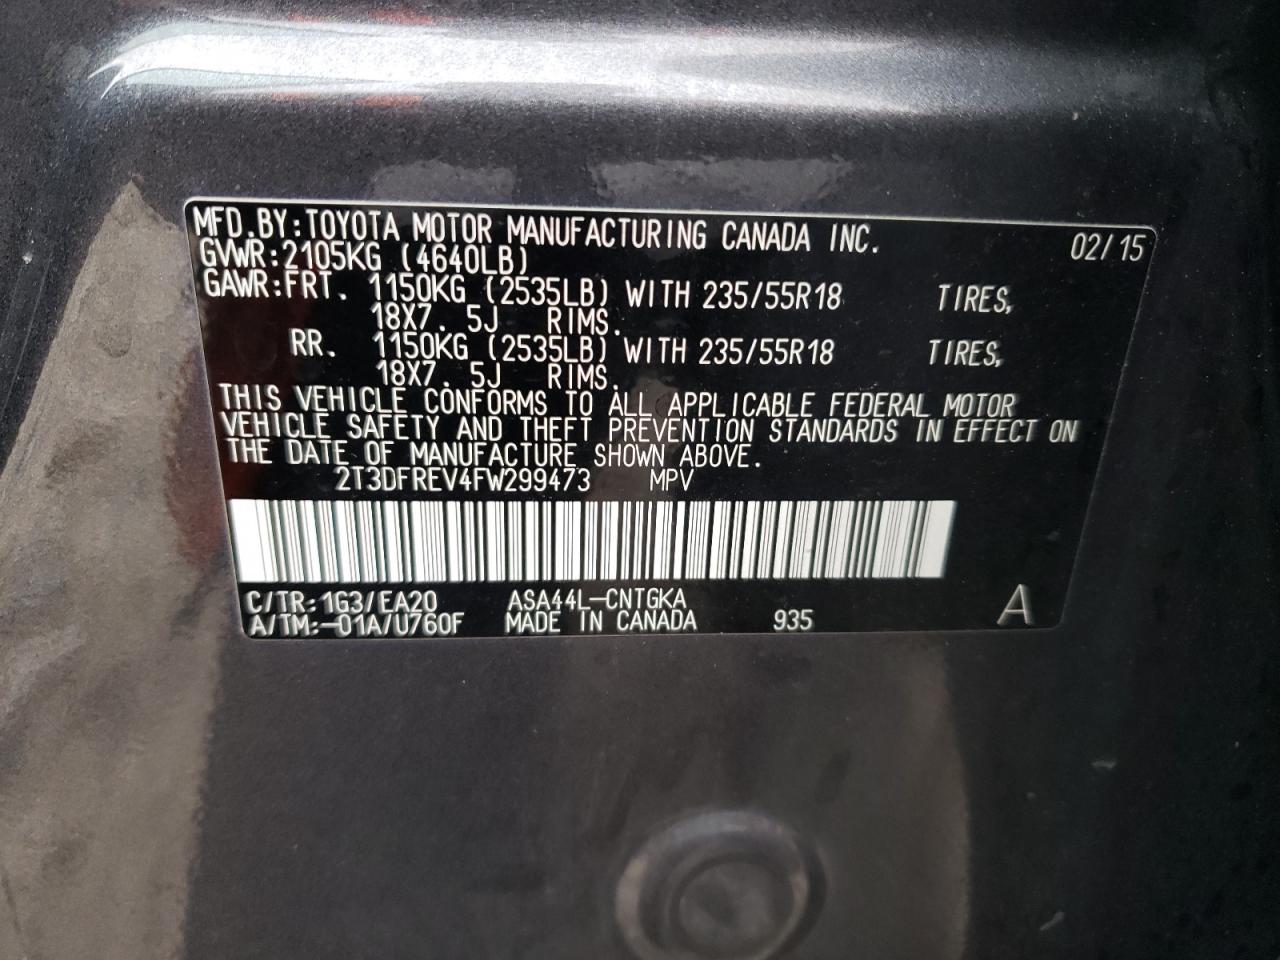 MFD.BY:TOYOTA MOTOR MANUFACTURING CANADA INC. 02/15
GVWR:2105KG (4640LB)
GAWR:FRT. 1150KG (2535LB) WITH 235/55R18 TIRES,
18X7.5J RIMS.
RR. 1150KG (2535LB) WITH 235/55R18 TIRES,
18X7.5J RIMS.
THIS VEHICLE CONFORMS TO ALL APPLICABLE FEDERAL MOTOR
VEHICLE SAFETY AND THEFT PREVENTION STANDARDS IN EFFECT ON
THE DATE OF MANUFACTURE SHOWN ABOVE.
2T3DFREV4FW299473 MPV
C/TR:1G3/EA20 ASA44L-CNTGKA
A/TM:-01A/U760F MADE IN CANADA 935 A